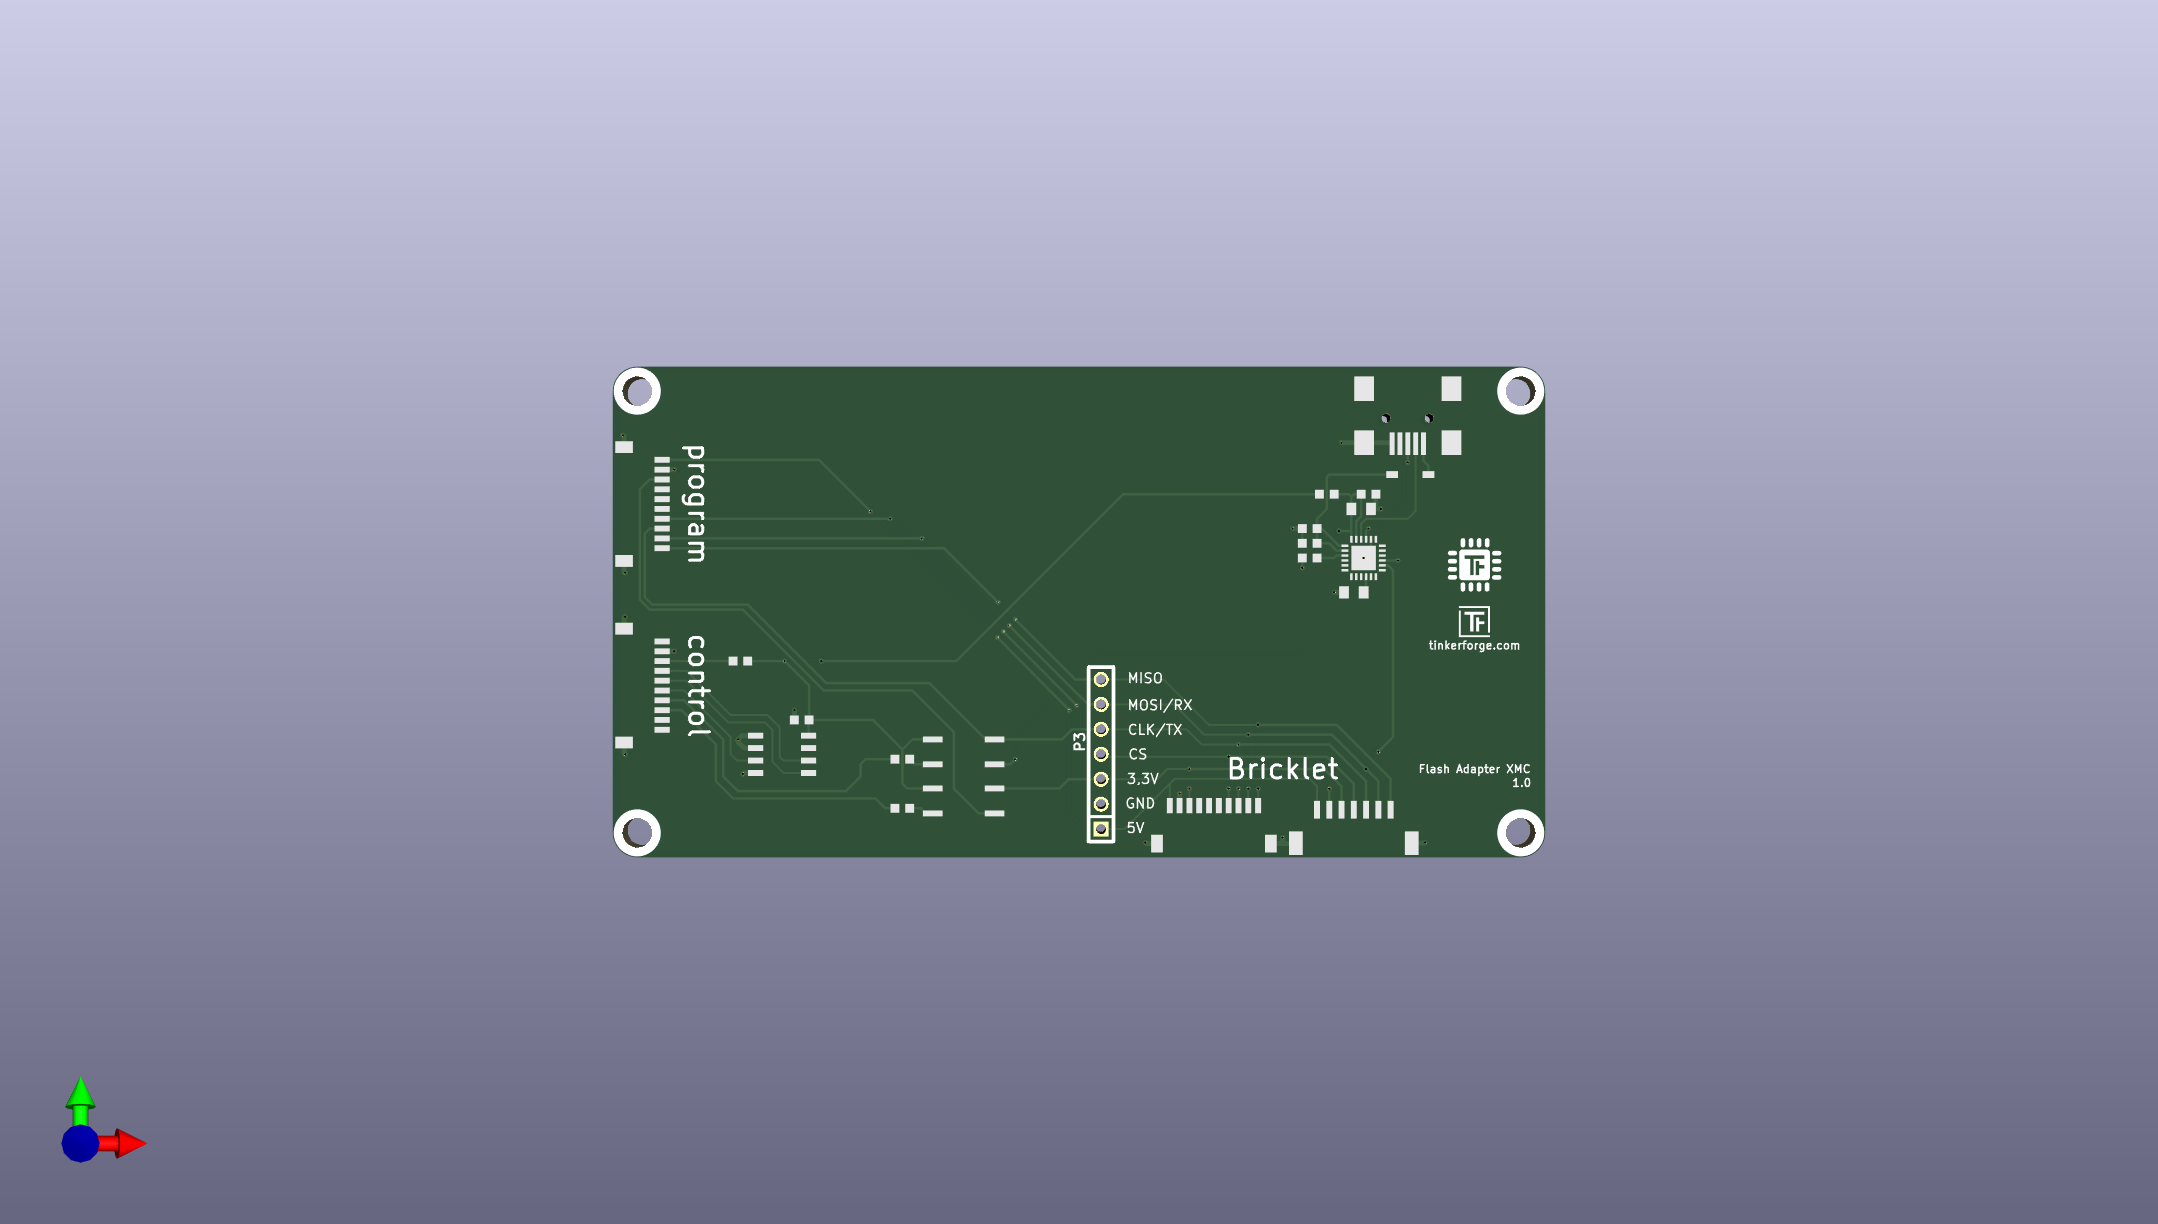 program
control
P3
MISO
MOSI/RX
CLK/TX
CS
3,3V
GND
5V
Bricklet
tinkerforge.com
Flash Adapter XMC
1.0